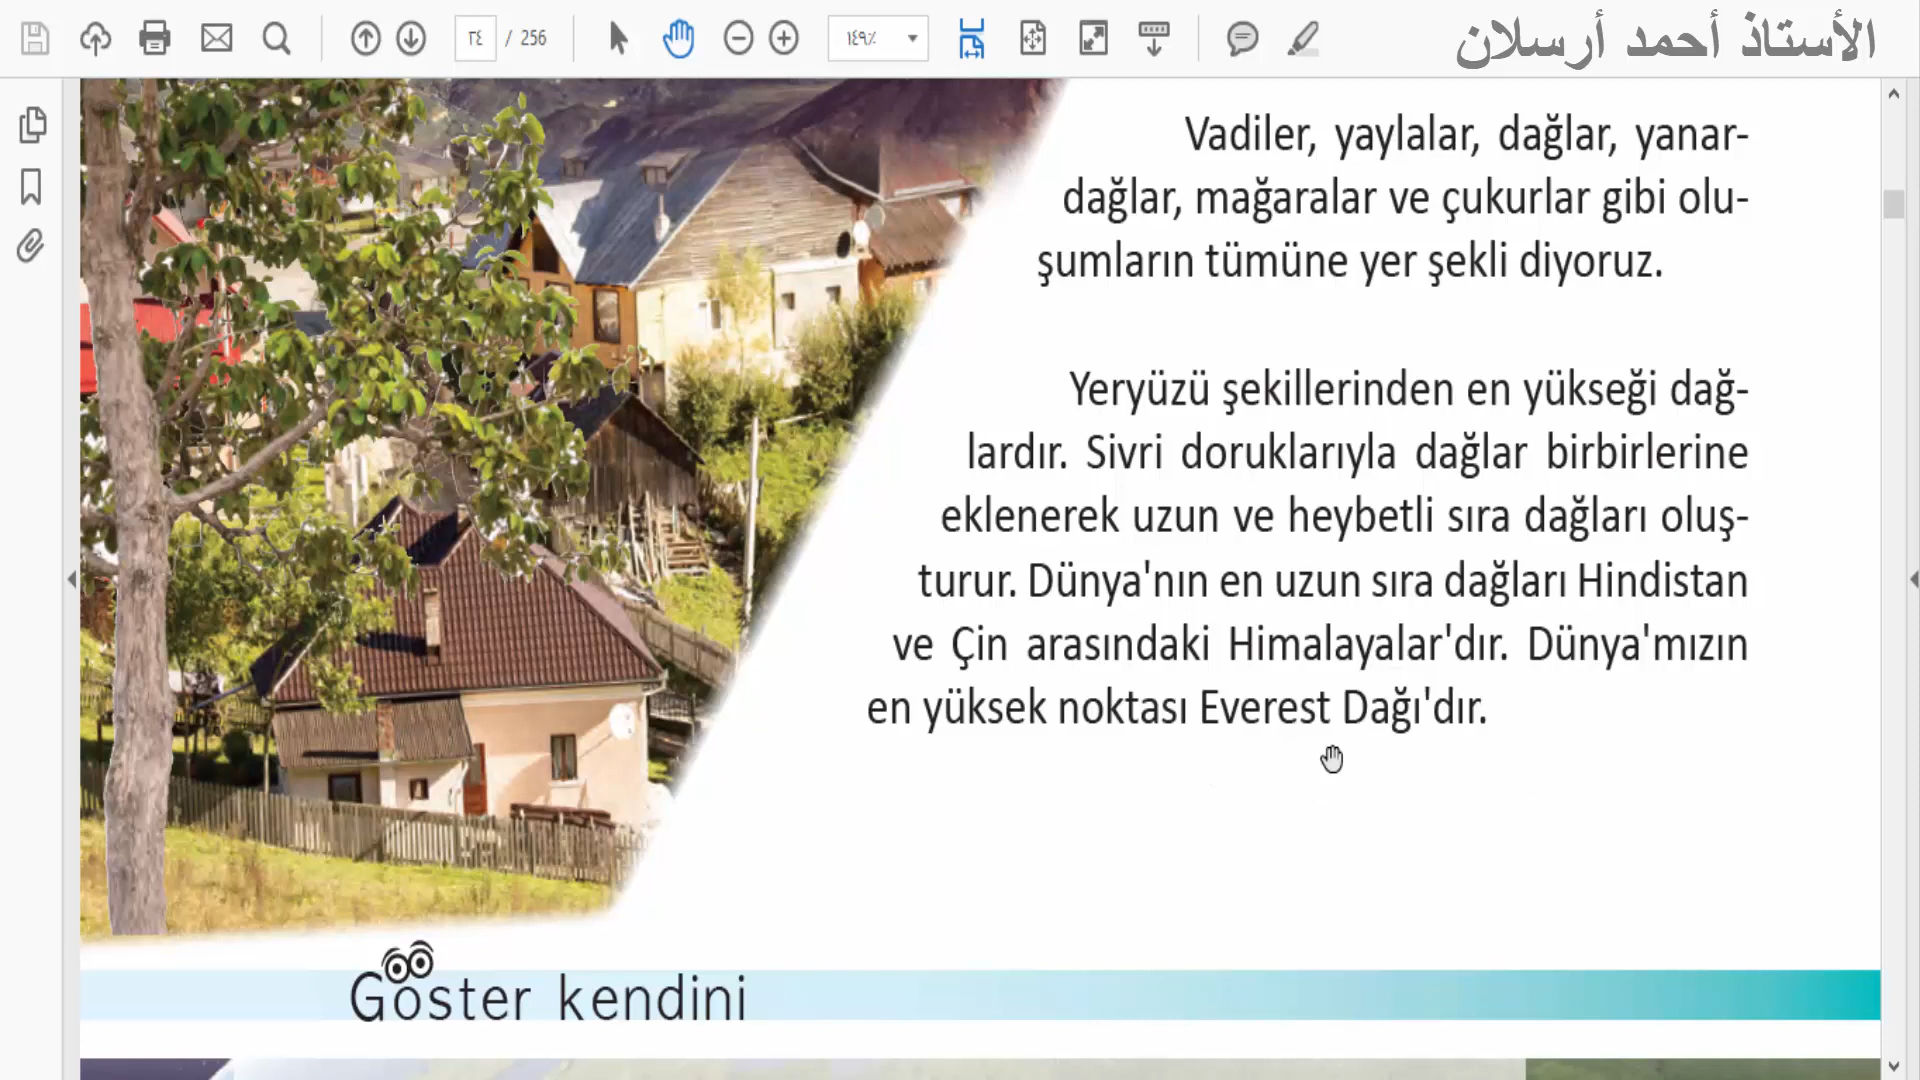 ٣٤ / 256
١٤٩٪
الأستاذ أحمد أرسلان
Vadiler, yaylalar, dağlar, yanar-
dağlar, mağaralar ve çukurlar gibi olu-
şumların tümüne yer şekli diyoruz.
Yeryüzü şekillerinden en yükseği dağ-
lardır. Sivri doruklarıyla dağlar birbirlerine
eklenerek uzun ve heybetli sıra dağları oluş-
turur. Dünya'nın en uzun sıra dağları Hindistan
ve Çin arasındaki Himalayalar'dır. Dünya'mızın
en yüksek noktası Everest Dağı'dır.
Göster kendini